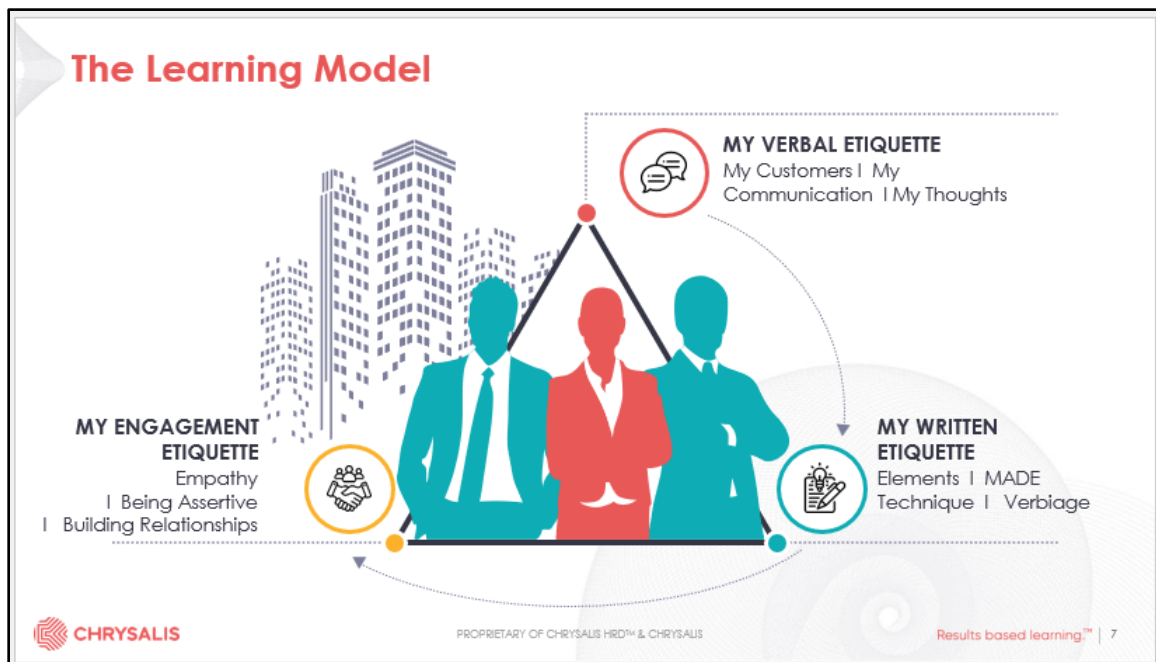 The Learning Model
MY VERBAL ETIQUETTE
My Customers I My
Communication I My Thoughts
MY ENGAGEMENT
ETIQUETTE
Empathy
I Being Assertive
I Building Relationships
MY WRITTEN
ETIQUETTE
Elements I MADE
Technique I Verbiage
CHRYSALIS
PROPRIETARY OF CHRYSALIS HRD™ & CHRYSALIS
Results based learning.™ | 7